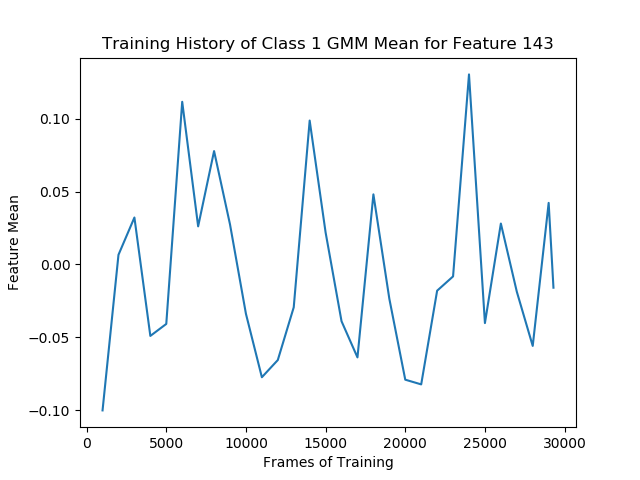 Training History of Class 1 GMM Mean for Feature 143
Feature Mean
0.10
0.05
0.00
−0.05
−0.10
0 5000 10000 15000 20000 25000 30000
Frames of Training